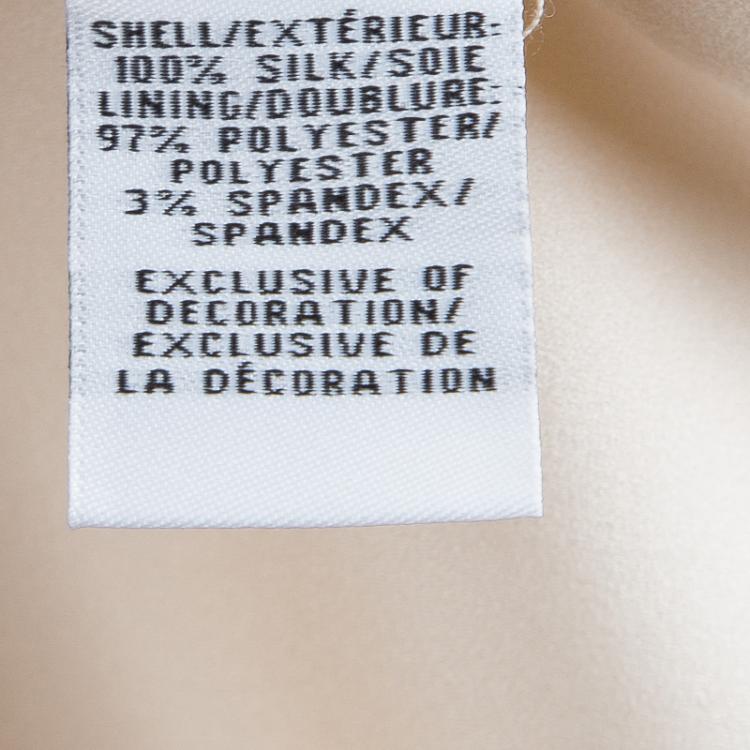 SHELL/EXTÉRIEUR:
100% SILK/SOIE
LINING/DOUBLURE:
97% POLYESTER/
POLYESTER
3% SPANDEX/
SPANDEX
EXCLUSIVE OF
DECORATION/
EXCLUSIVE DE
LA DÉCORATION